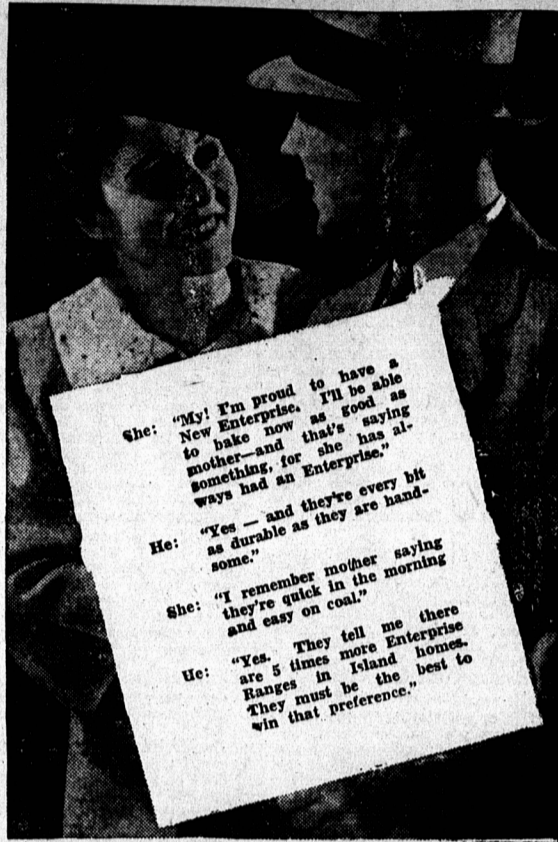 She: "My! I'm proud to have a
New Enterprise. I'll be able
to bake now as good as
mother—and that's saying
something, for she has al-
ways had an Enterprise."
He: "Yes — and they're every bit
as durable as they are hand-
some."
She: "I remember mother saying
they're quick in the morning
and easy on coal."
He: "Yes. They tell me there
are 5 times more Enterprise
Ranges in Island homes.
They must be the best to
win that preference."